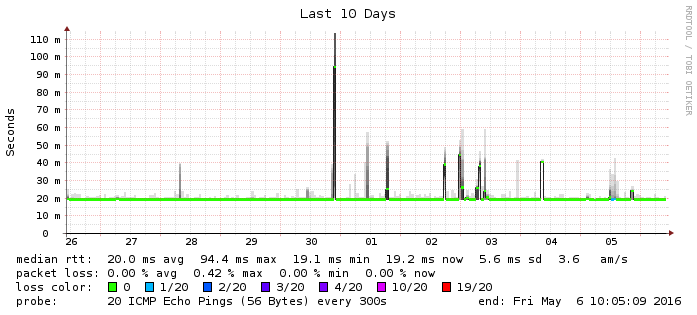 Last 10 Days
RRDTOOL / TOBI OETIKER
Seconds
110 m
100 m
90 m
80 m
70 m
60 m
50 m
40 m
30 m
20 m
10 m
0
26 27 28 29 30 01 02 03 04 05
median rtt: 20.0 ms avg 94.4 ms max 19.1 ms min 19.2 ms now 5.6 ms sd 3.6 am/s
packet loss: 0.00 % avg 0.42 % max 0.00 % min 0.00 % now
loss color: 0 1/20 2/20 3/20 4/20 10/20 19/20
probe: 20 ICMP Echo Pings (56 Bytes) every 300s end: Fri May 6 10:05:09 2016